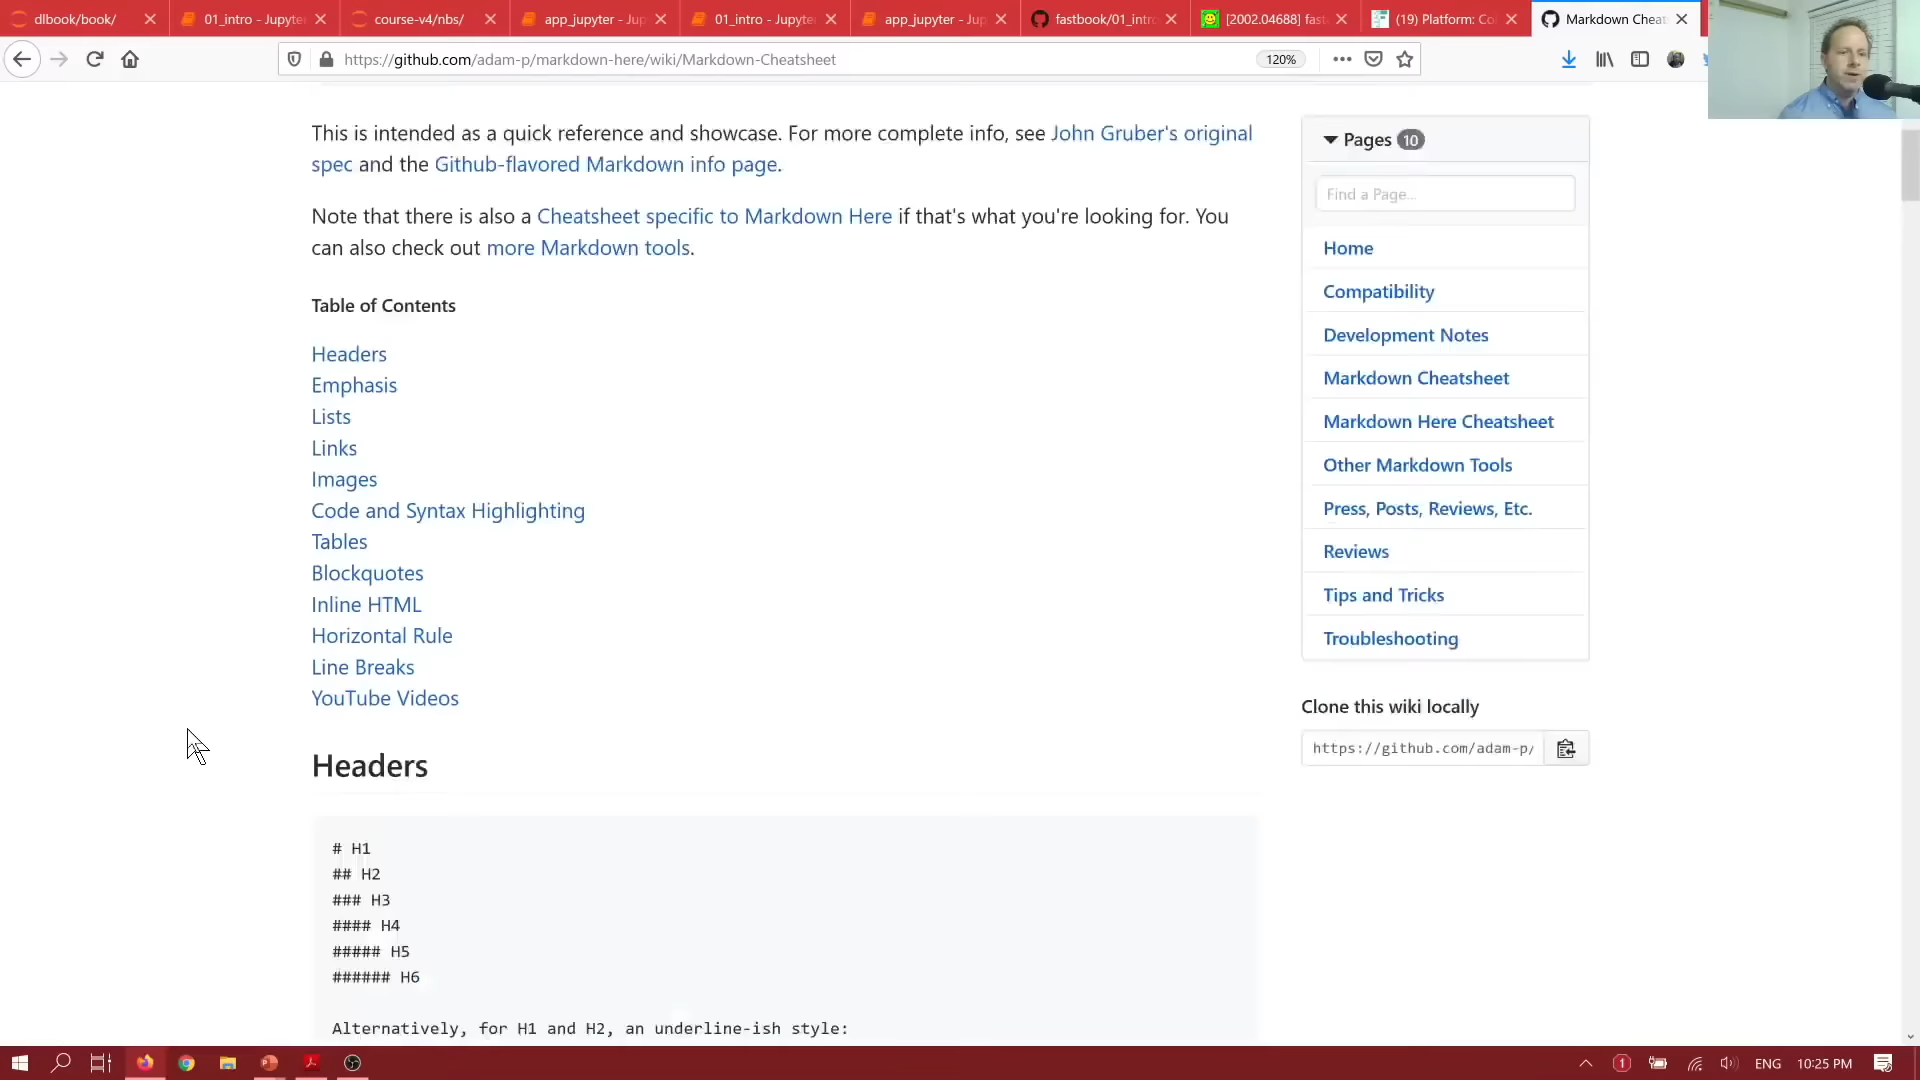 dlbook/book/
01_intro - Jupyte
course-v4/nbs/
app_jupyter - Jup
01_intro - Jupyte
app_jupyter - Jup
fastbook/01_intro
[2002.04688] fast
(19) Platform: Co
Markdown Cheat
https://github.com/adam-p/markdown-here/wiki/Markdown-Cheatsheet
120%
This is intended as a quick reference and showcase. For more complete info, see John Gruber's original
spec and the Github-flavored Markdown info page.
Note that there is also a Cheatsheet specific to Markdown Here if that's what you're looking for. You
can also check out more Markdown tools.
Table of Contents
Headers
Emphasis
Lists
Links
Images
Code and Syntax Highlighting
Tables
Blockquotes
Inline HTML
Horizontal Rule
Line Breaks
YouTube Videos
Headers
# H1
## H2
### H3
#### H4
##### H5
###### H6
Alternatively, for H1 and H2, an underline-ish style:
Pages 10
Find a Page...
Home
Compatibility
Development Notes
Markdown Cheatsheet
Markdown Here Cheatsheet
Other Markdown Tools
Press, Posts, Reviews, Etc.
Reviews
Tips and Tricks
Troubleshooting
Clone this wiki locally
https://github.com/adam-p/
1
ENG
10:25 PM